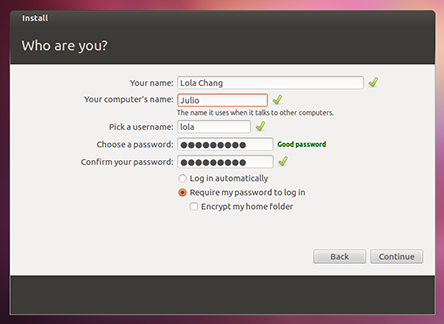 Install
Who are you?
Your name: Lola Chang
Your computer's name: Julio
The name it uses when it talks to other computers.
Pick a username: lola
Choose a password: ●●●●●●●●● Good password
Confirm your password: ●●●●●●●●●
Log in automatically
Require my password to log in
Encrypt my home folder
Back Continue